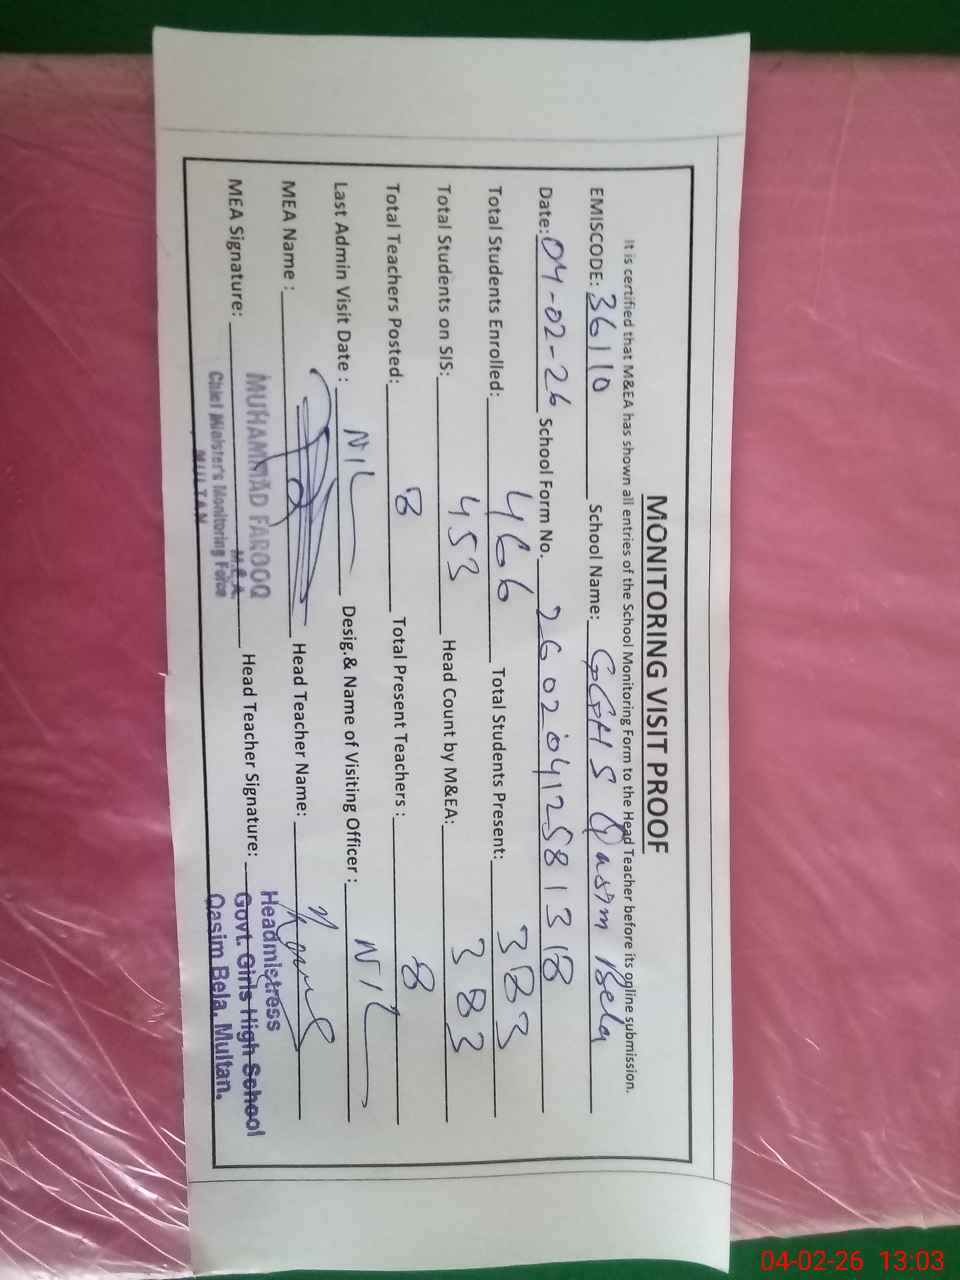 MONITORING VISIT PROOF
It is certified that M&EA has shown all entries of the School Monitoring Form to the Head Teacher before its online submission.
EMISCODE: 36110 School Name: GGHS Qasim Bela
Date: 04-02-26 School Form No. 26020412581318
Total Students Enrolled: 466 Total Students Present: 383
Total Students on SIS: 453 Head Count by M&EA: 383
Total Teachers Posted: 8 Total Present Teachers : 8
Last Admin Visit Date : NIL Desig.& Name of Visiting Officer : NIL
MEA Name : Head Teacher Name:
MEA Signature: Head Teacher Signature:
MUHAMMAD FAROOQ
M.E.A.
Chief Minister's Monitoring Force
MULTAN
Headmistress
Govt. Girls High School
Qasim Bela, Multan.
04-02-26 13:03